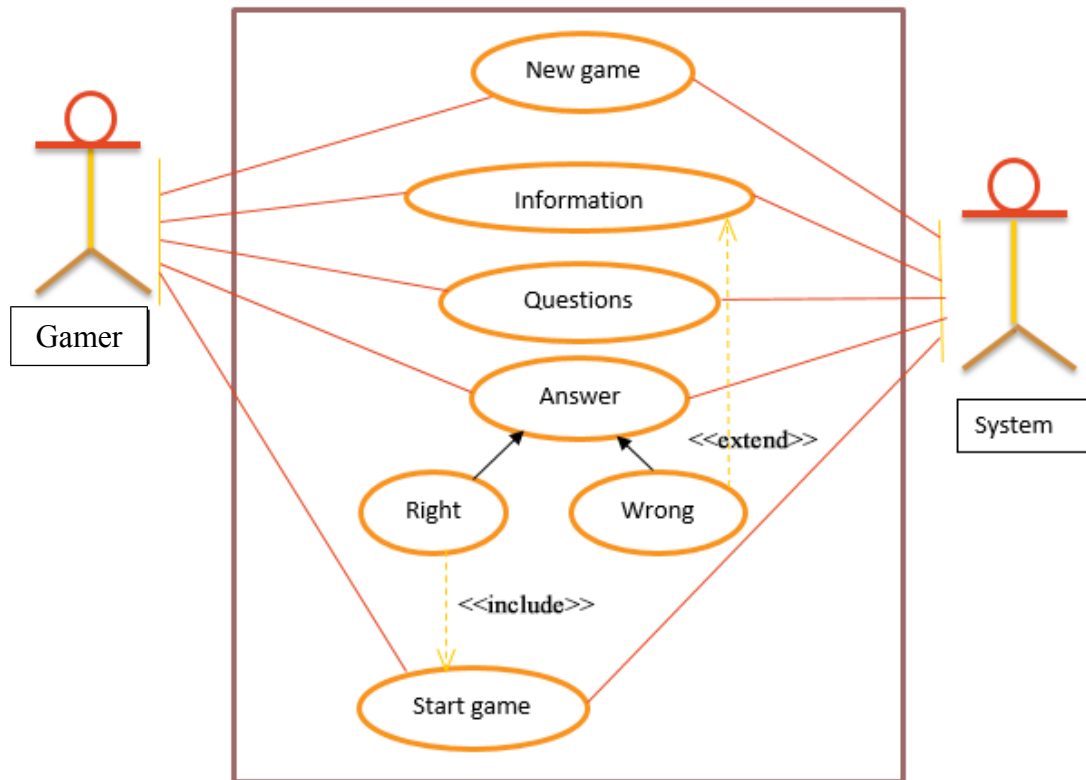 New game
Information
Questions
Gamer
Answer
System
<<extend>>
Right
Wrong
<<include>>
Start game